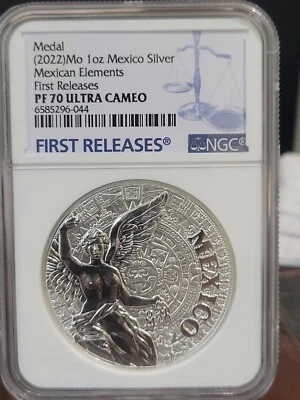 Medal
(2022)Mo 1oz Mexico Silver
Mexican Elements
First Releases
PF 70 ULTRA CAMEO
6585296-044
FIRST RELEASES®
NGC®
MEXICO